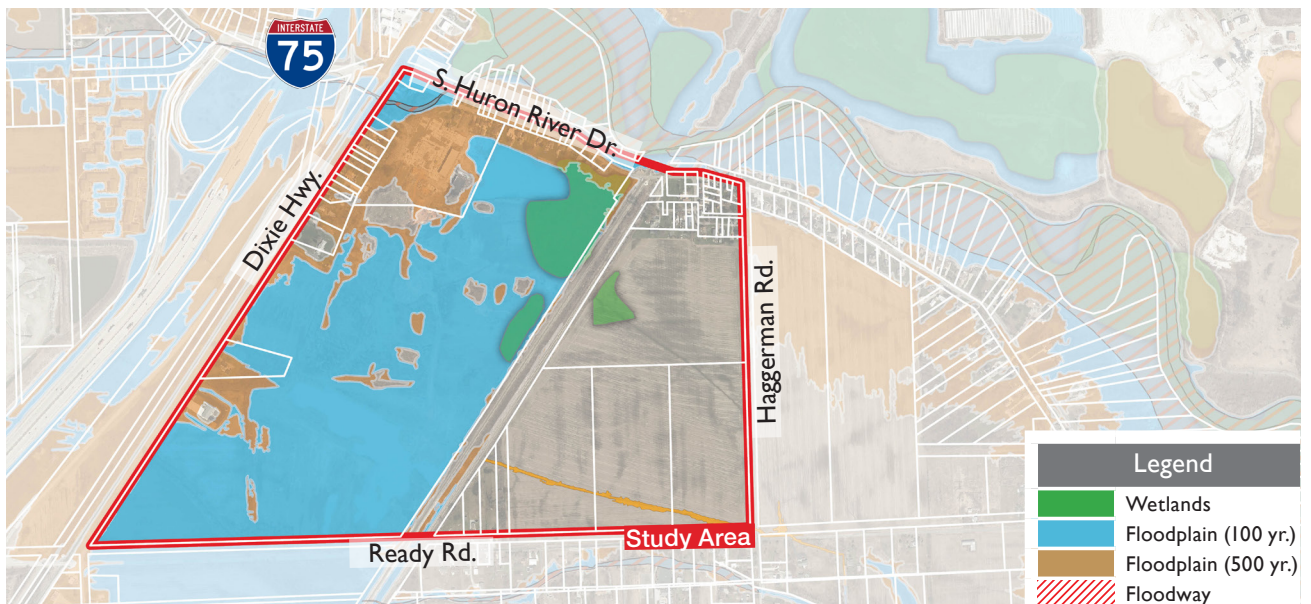 INTERSTATE
75
S. Huron River Dr.
Dixie Hwy.
Haggerman Rd.
Study Area
Ready Rd.
Legend
Wetlands
Floodplain (100 yr.)
Floodplain (500 yr.)
Floodway